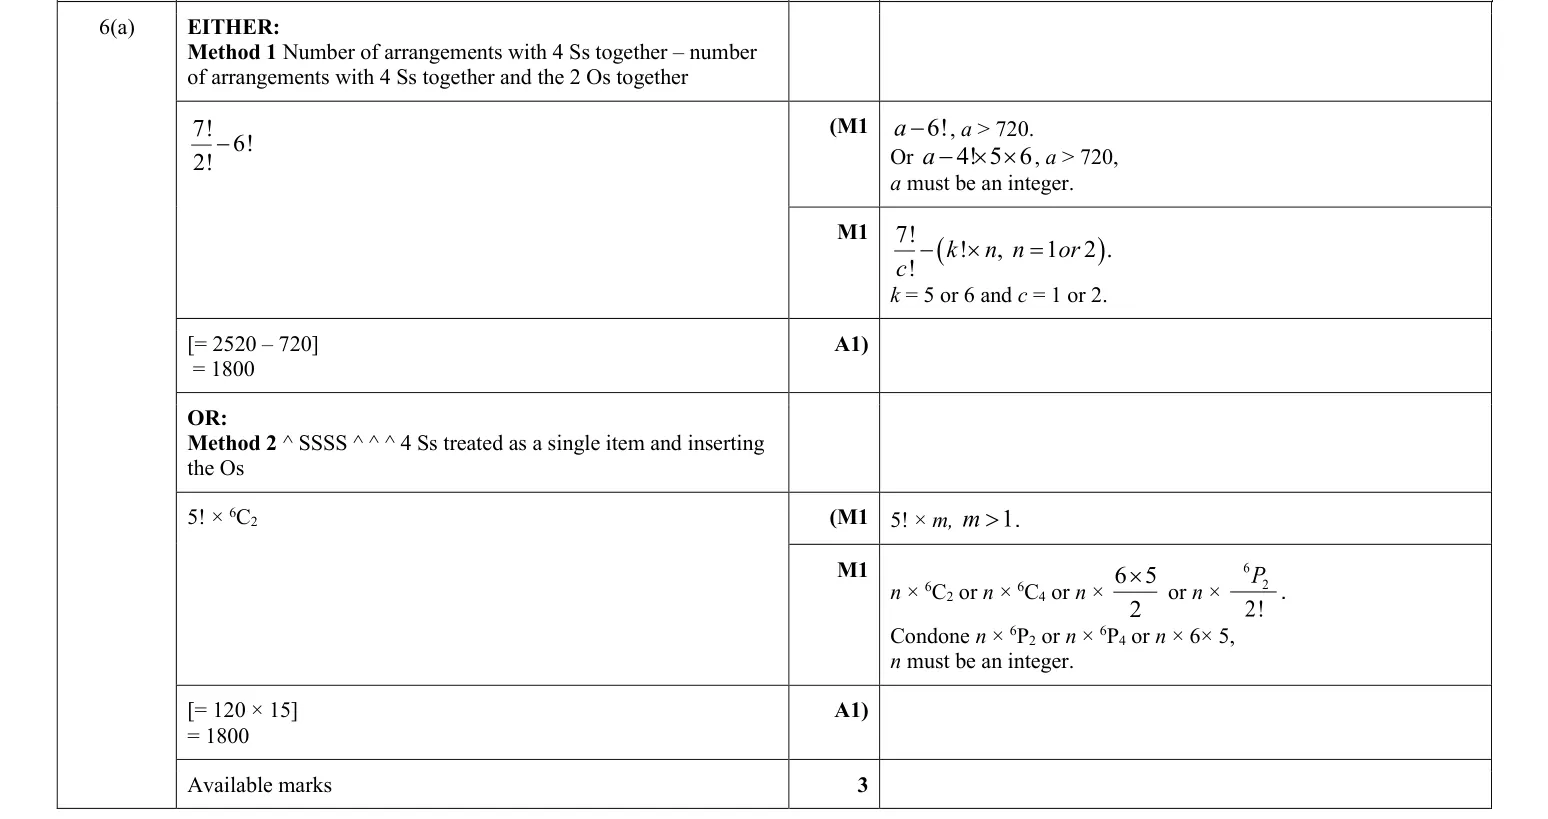 6(a)
EITHER:
Method 1 Number of arrangements with 4 Ss together – number
of arrangements with 4 Ss together and the 2 Os together
7!/2! − 6!
(M1
a − 6!, a > 720.
Or a − 4!× 5 × 6, a > 720,
a must be an integer.
M1
7!/c! − (k!× n, n = 1or 2).
k = 5 or 6 and c = 1 or 2.
[= 2520 – 720]
= 1800
A1)
OR:
Method 2 ^ SSSS ^ ^ ^ 4 Ss treated as a single item and inserting
the Os
5! × ⁶C₂
(M1
5! × m, m > 1.
M1
n × ⁶C₂ or n × ⁶C₄ or n × (6 × 5)/2 or n × ⁶P₂/2! .
Condone n × ⁶P₂ or n × ⁶P₄ or n × 6× 5,
n must be an integer.
[= 120 × 15]
= 1800
A1)
Available marks
3